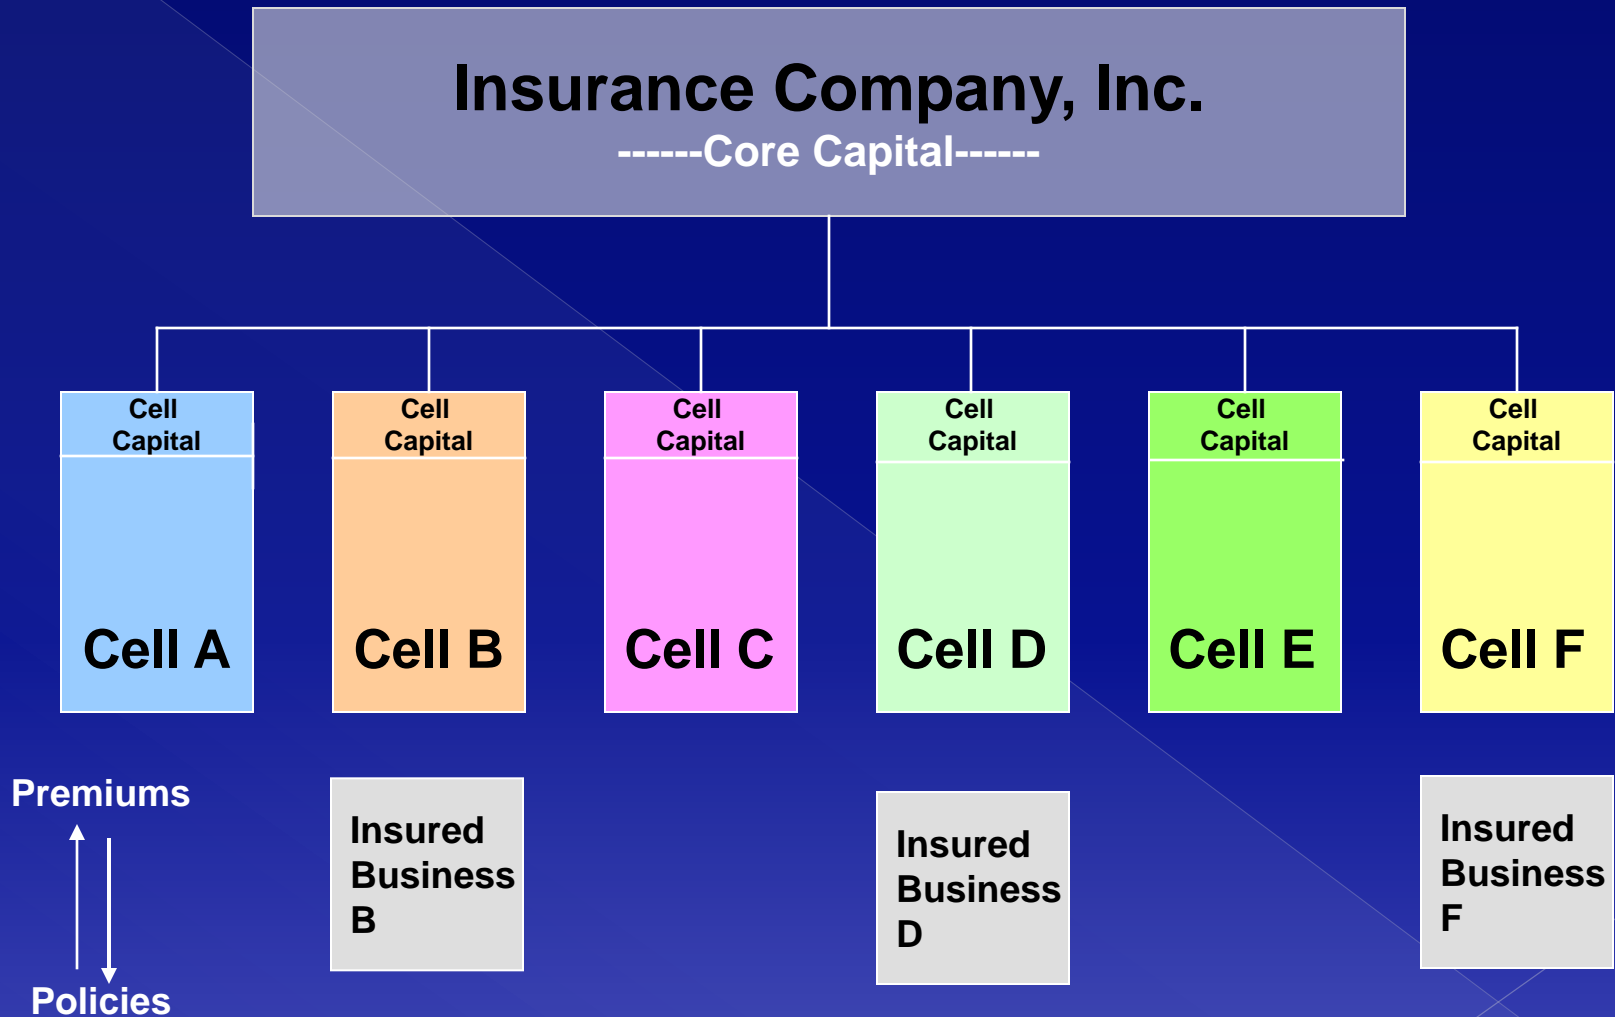 Insurance Company, Inc.
------Core Capital------
Cell
Capital
Cell A
Cell
Capital
Cell B
Cell
Capital
Cell C
Cell
Capital
Cell D
Cell
Capital
Cell E
Cell
Capital
Cell F
Premiums
Policies
Insured
Business
B
Insured
Business
D
Insured
Business
F